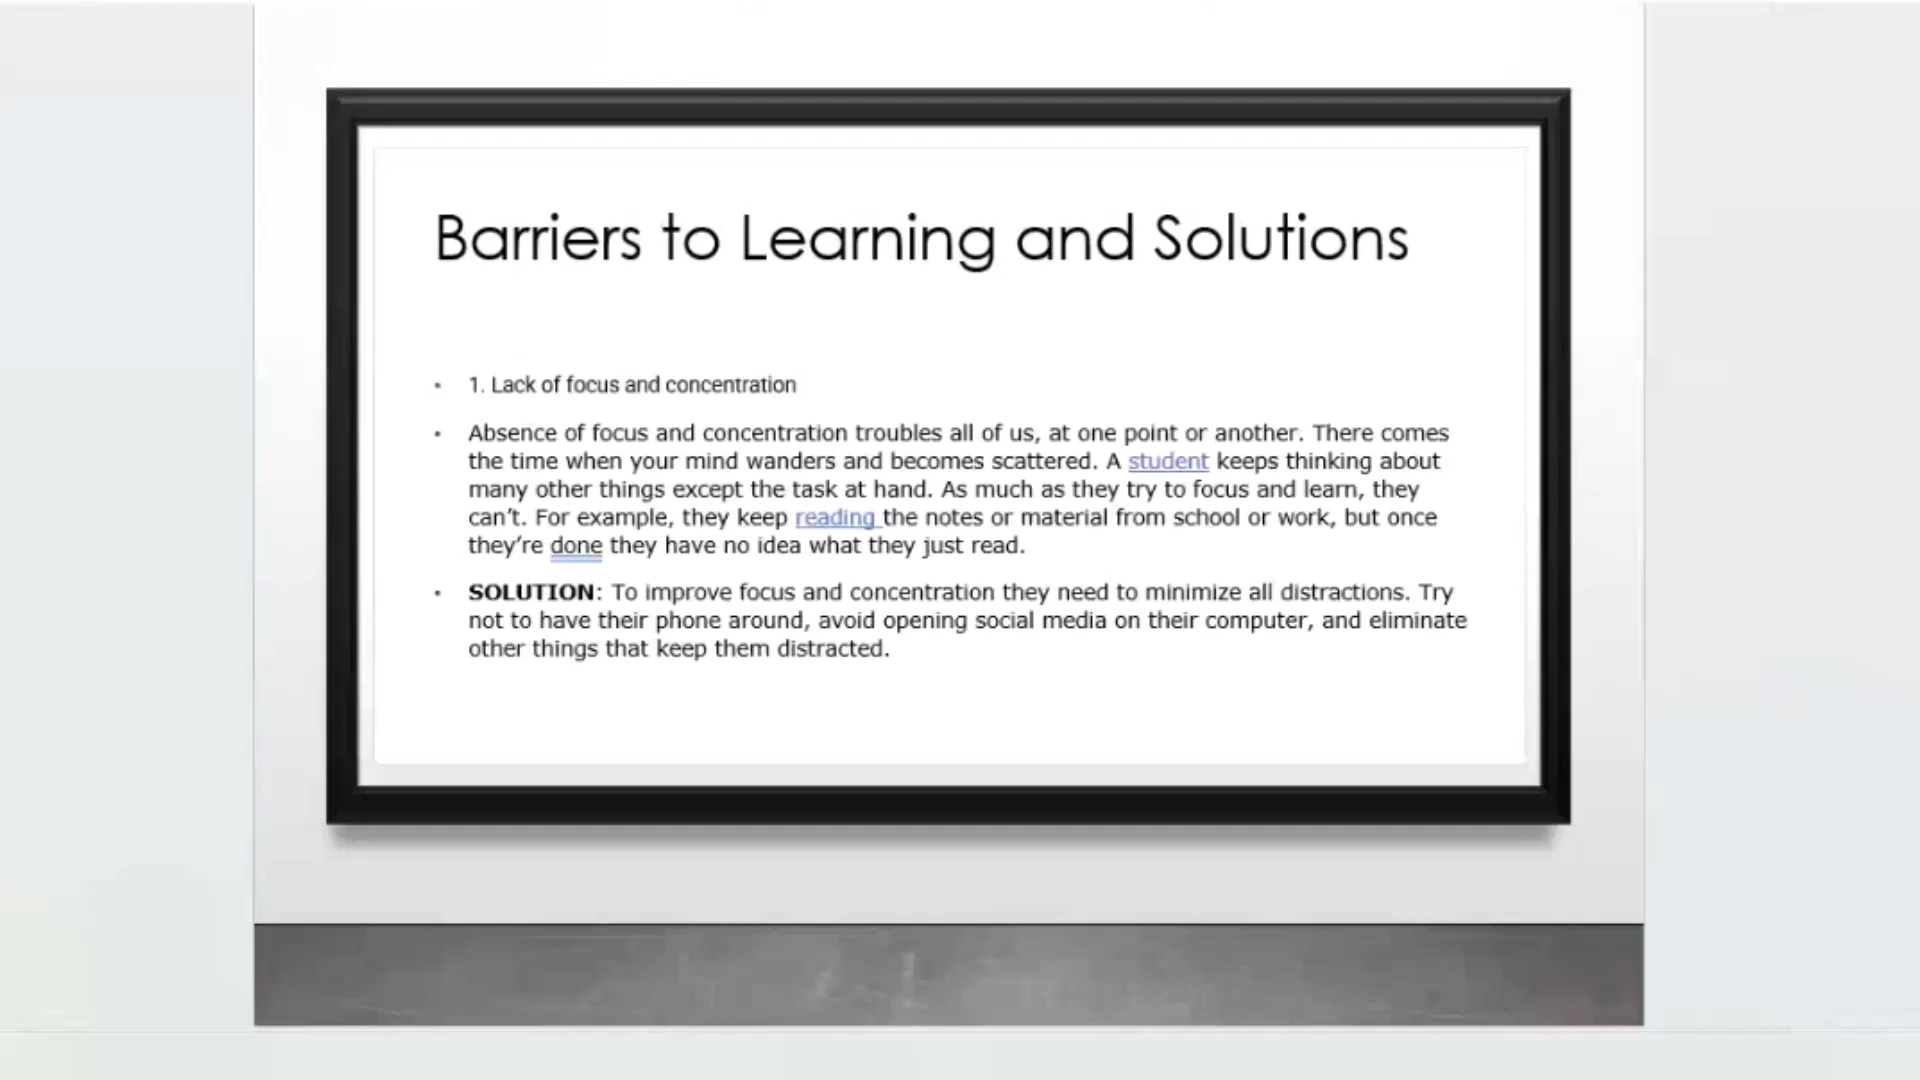 Barriers to Learning and Solutions
• 1. Lack of focus and concentration
• Absence of focus and concentration troubles all of us, at one point or another. There comes
the time when your mind wanders and becomes scattered. A student keeps thinking about
many other things except the task at hand. As much as they try to focus and learn, they
can’t. For example, they keep reading the notes or material from school or work, but once
they’re done they have no idea what they just read.
• SOLUTION: To improve focus and concentration they need to minimize all distractions. Try
not to have their phone around, avoid opening social media on their computer, and eliminate
other things that keep them distracted.